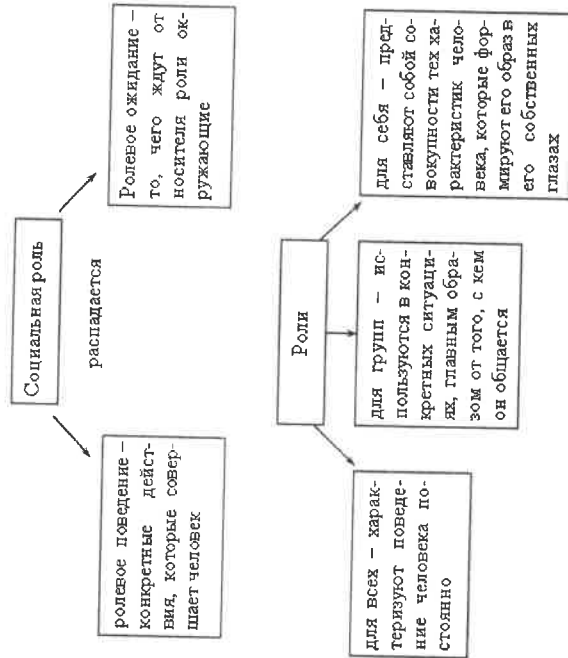 Социальная роль
распадается
ролевое поведение –
конкретные дейст-
вия, которые совер-
шает человек
Ролевое ожидание –
то, чего ждут от
носителя роли ок-
ружающие
Роли
для всех – харак-
теризуют поведе-
ние человека по-
стоянно
для групп – ис-
пользуются в кон-
кретных ситуаци-
ях, главным обра-
зом от того, с кем
он общается
для себя – пред-
ставляют собой со-
вокупности тех ха-
рактеристик чело-
века, которые фор-
мируют его образ в
его собственных
глазах